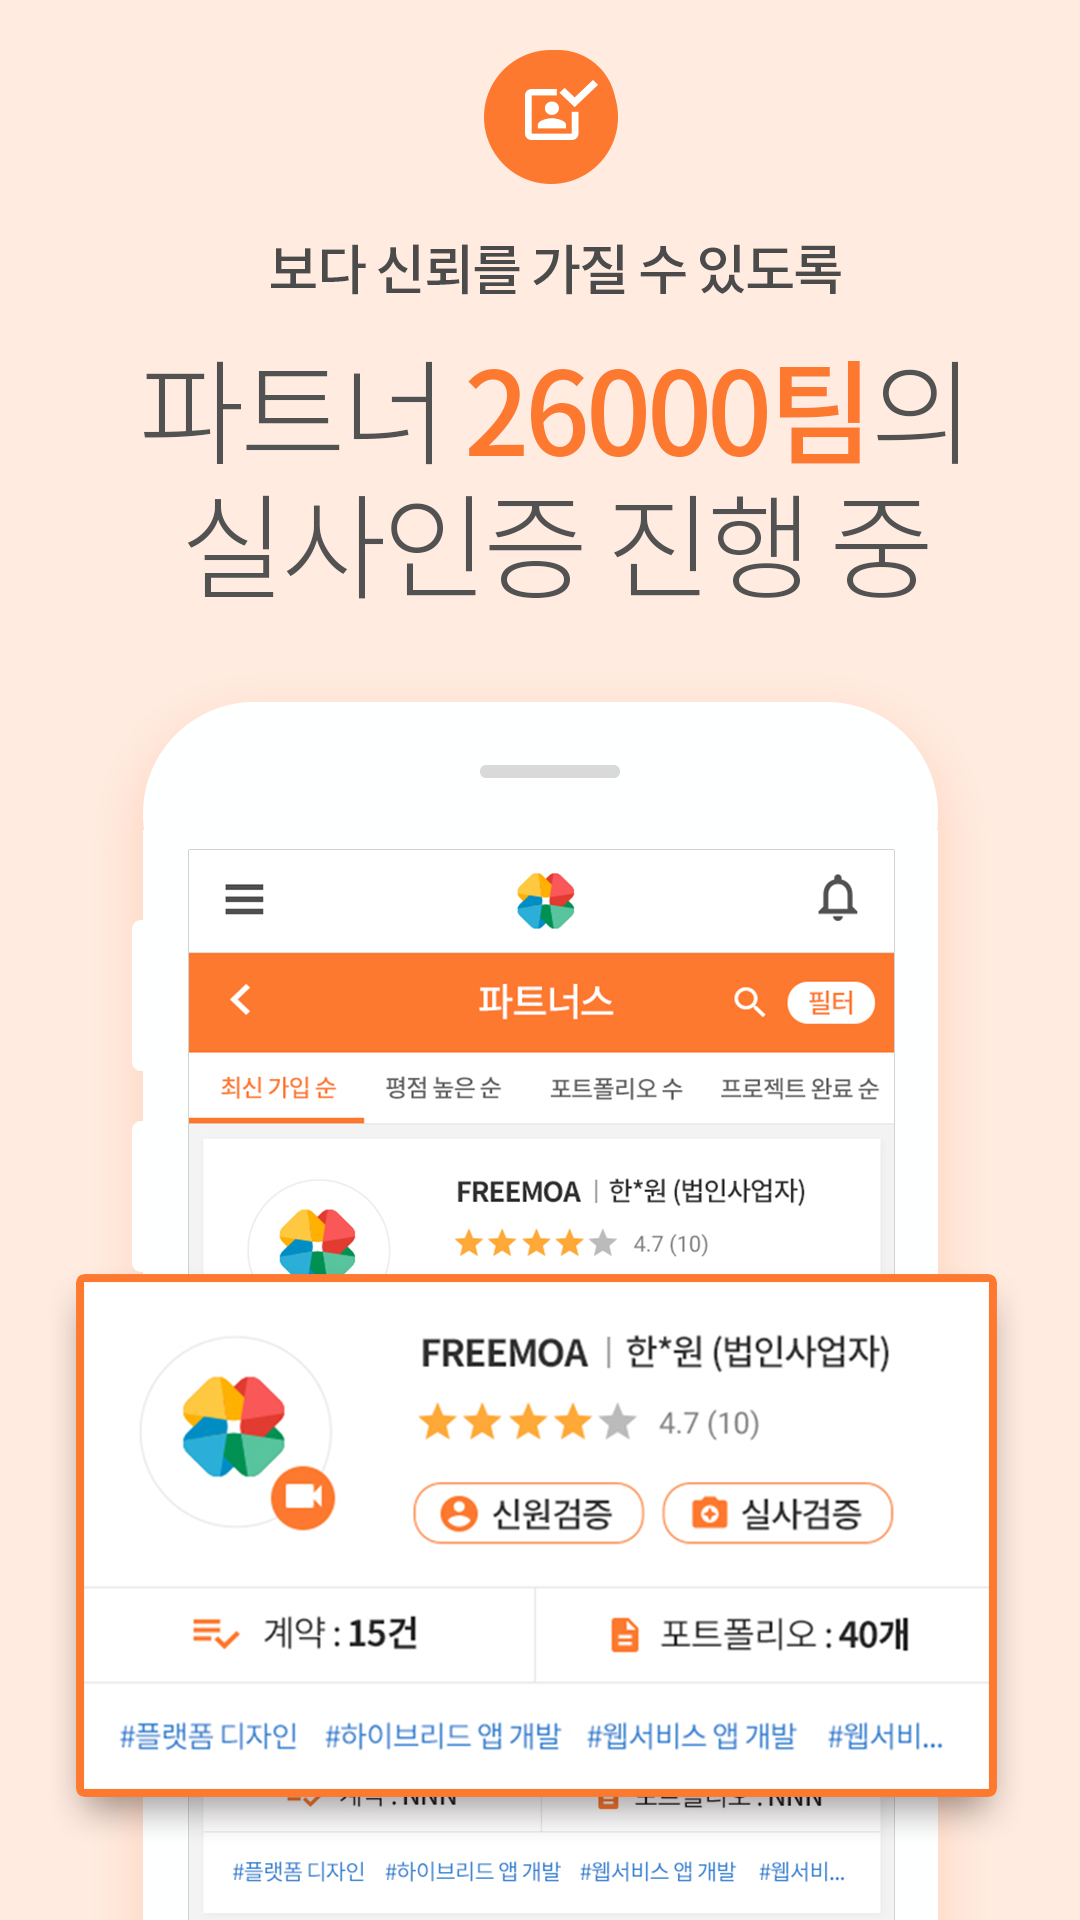 보다 신뢰를 가질 수 있도록
파트너 26000팀의
실사인증 진행 중
파트너스
필터
최신 가입 순 평점 높은 순 포트폴리오 수 프로젝트 완료 순
FREEMOA | 한*원 (법인사업자)
4.7 (10)
FREEMOA | 한*원 (법인사업자)
4.7 (10)
신원검증 실사검증
계약 : 15건 포트폴리오 : 40개
#플랫폼 디자인 #하이브리드 앱 개발 #웹서비스 앱 개발 #웹서비...
계약 : NNN 포트폴리오 : NNN
#플랫폼 디자인 #하이브리드 앱 개발 #웹서비스 앱 개발 #웹서비...